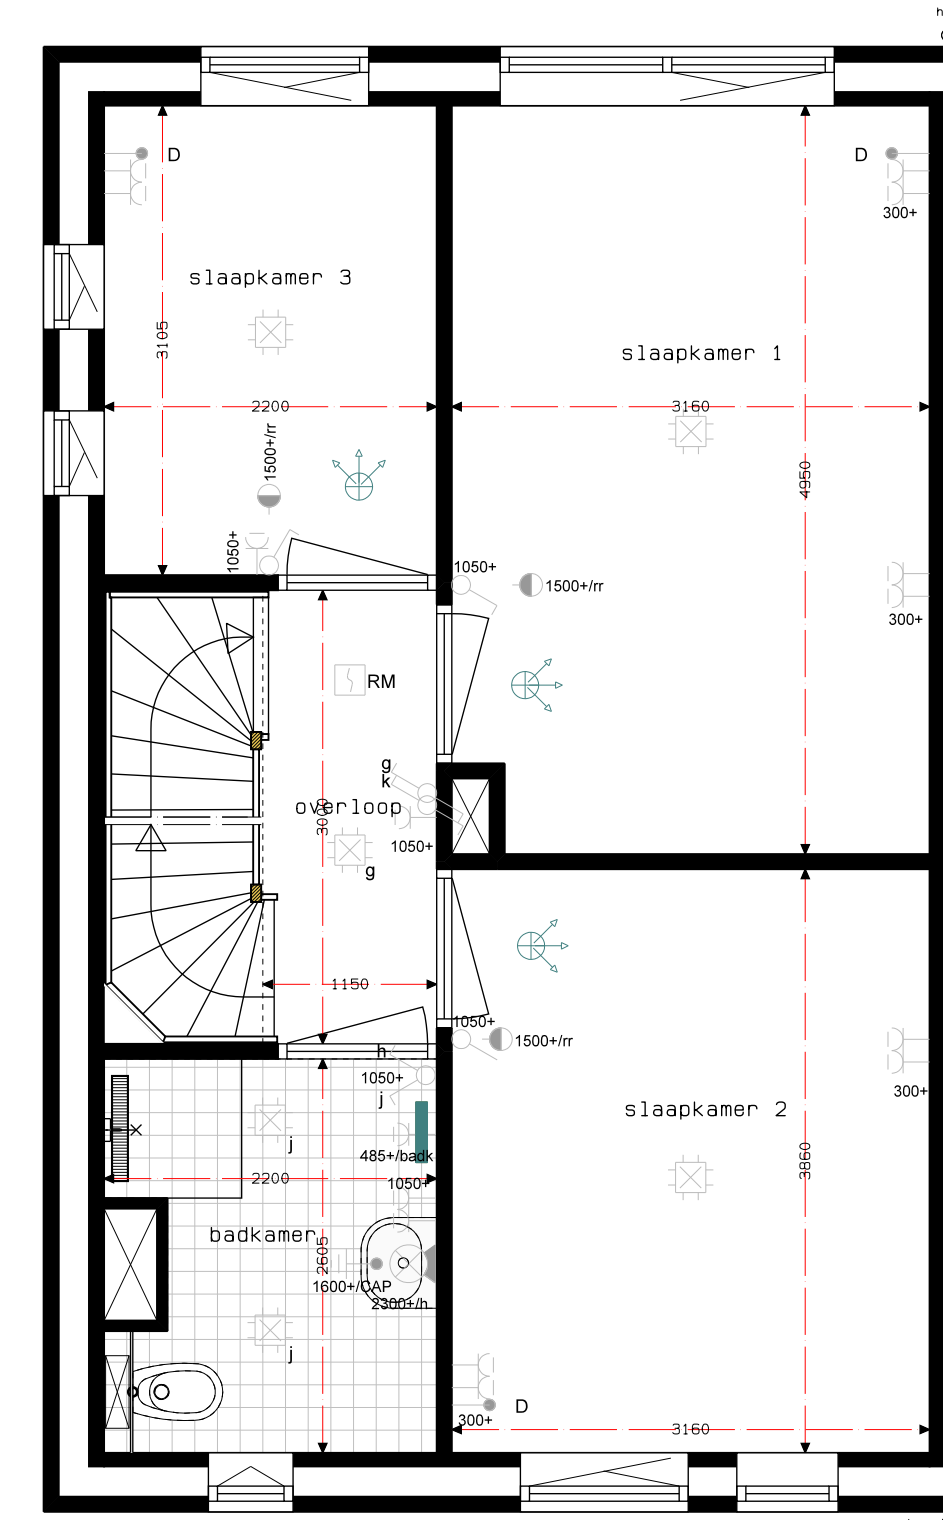 D
D
300+
slaapkamer 3
3105
slaapkamer 1
2200
3160
1500+/rr
4950
1050+
1050+
1500+/rr
300+
RM
g
k
overloop
3000
1050+
g
1150
1050+
1500+/rr
h
1050+
j
300+
slaapkamer 2
j
485+/badk
3860
2200
1050+
badkamer
2605
1600+/CAP
2300+/h
j
D
300+
3160